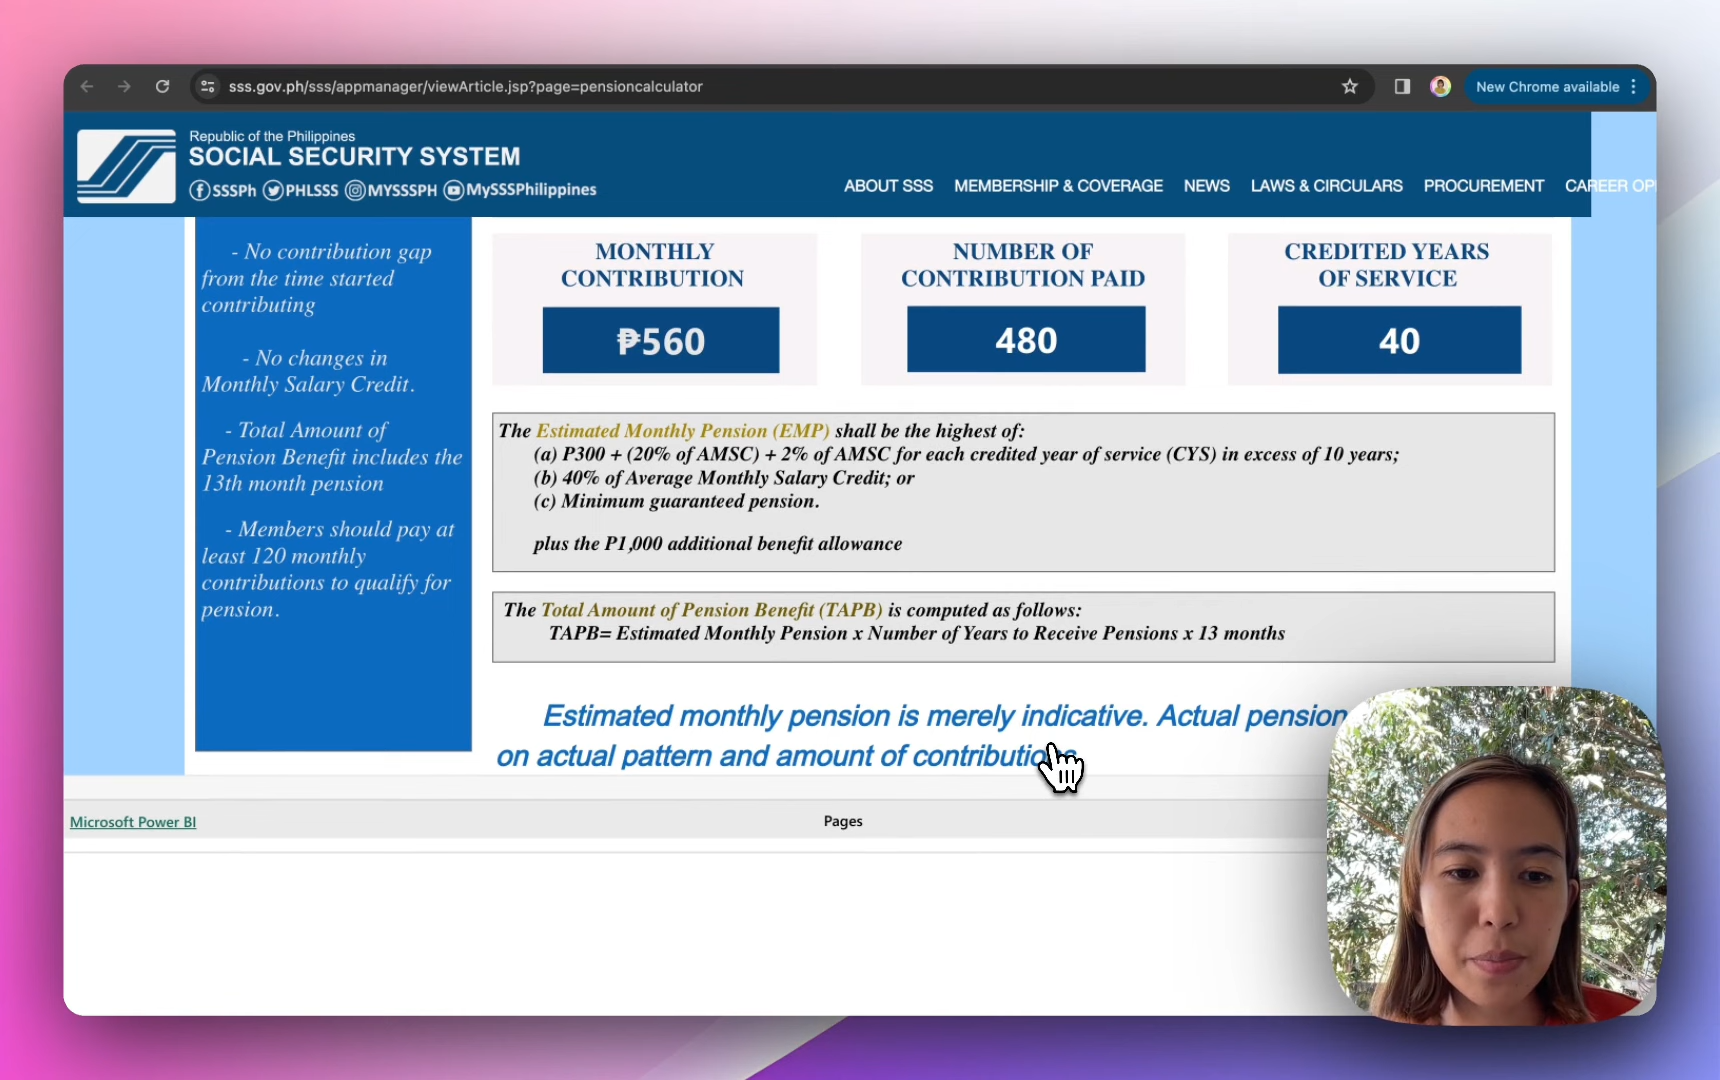 sss.gov.ph/sss/appmanager/viewArticle.jsp?page=pensioncalculator
New Chrome available
Republic of the Philippines
SOCIAL SECURITY SYSTEM
SSSPh PHLSSS MYSSSPH MySSSPhilippines
ABOUT SSS MEMBERSHIP & COVERAGE NEWS LAWS & CIRCULARS PROCUREMENT CAREER OP
- No contribution gap
from the time started
contributing
- No changes in
Monthly Salary Credit.
- Total Amount of
Pension Benefit includes the
13th month pension
- Members should pay at
least 120 monthly
contributions to qualify for
pension.
MONTHLY
CONTRIBUTION
₱560
NUMBER OF
CONTRIBUTION PAID
480
CREDITED YEARS
OF SERVICE
40
The Estimated Monthly Pension (EMP) shall be the highest of:
(a) P300 + (20% of AMSC) + 2% of AMSC for each credited year of service (CYS) in excess of 10 years;
(b) 40% of Average Monthly Salary Credit; or
(c) Minimum guaranteed pension.
plus the P1,000 additional benefit allowance
The Total Amount of Pension Benefit (TAPB) is computed as follows:
TAPB= Estimated Monthly Pension x Number of Years to Receive Pensions x 13 months
Estimated monthly pension is merely indicative. Actual pension
on actual pattern and amount of contributions
Microsoft Power BI
Pages